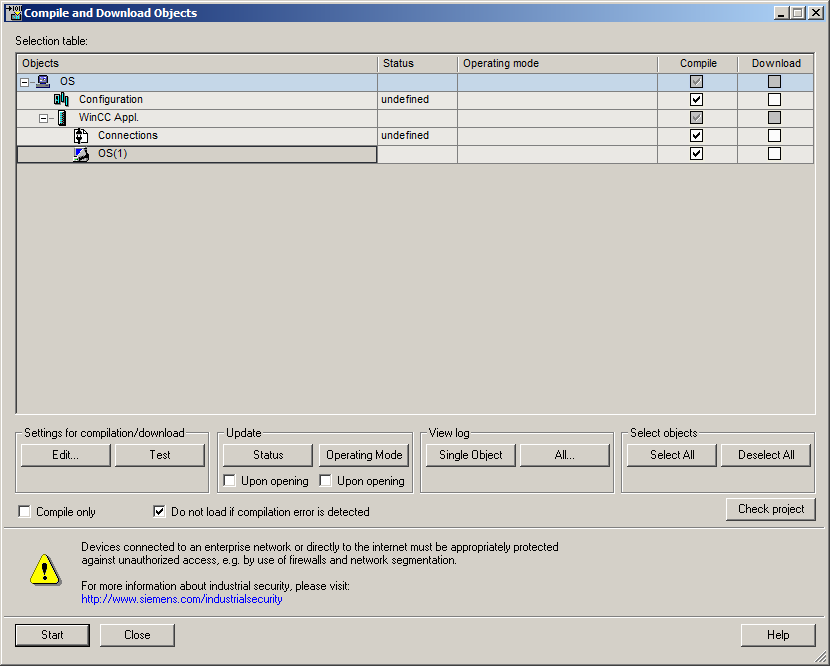 Compile and Download Objects
Selection table:
Objects Status Operating mode Compile Download
OS
Configuration undefined
WinCC Appl.
Connections undefined
OS(1)
Settings for compilation/download Update View log Select objects
Edit... Test Status Operating Mode Single Object All... Select All Deselect All
Upon opening Upon opening
Compile only Do not load if compilation error is detected Check project
Devices connected to an enterprise network or directly to the internet must be appropriately protected
against unauthorized access, e.g. by use of firewalls and network segmentation.
For more information about industrial security, please visit:
http://www.siemens.com/industrialsecurity
Start Close Help